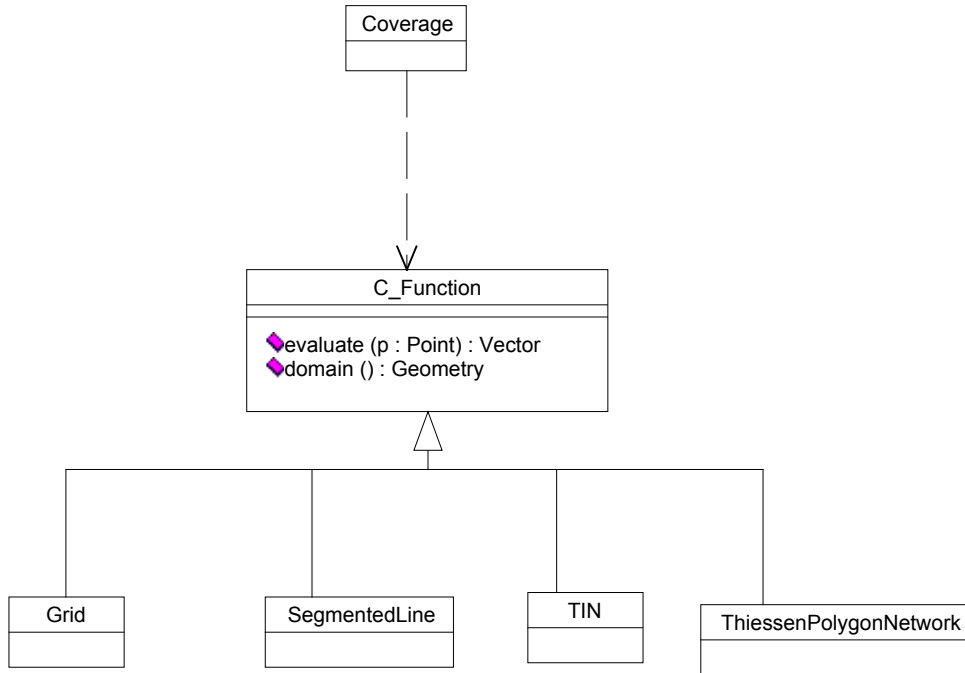 Coverage
C_Function
evaluate (p : Point) : Vector
domain () : Geometry
Grid
SegmentedLine
TIN
ThiessenPolygonNetwork